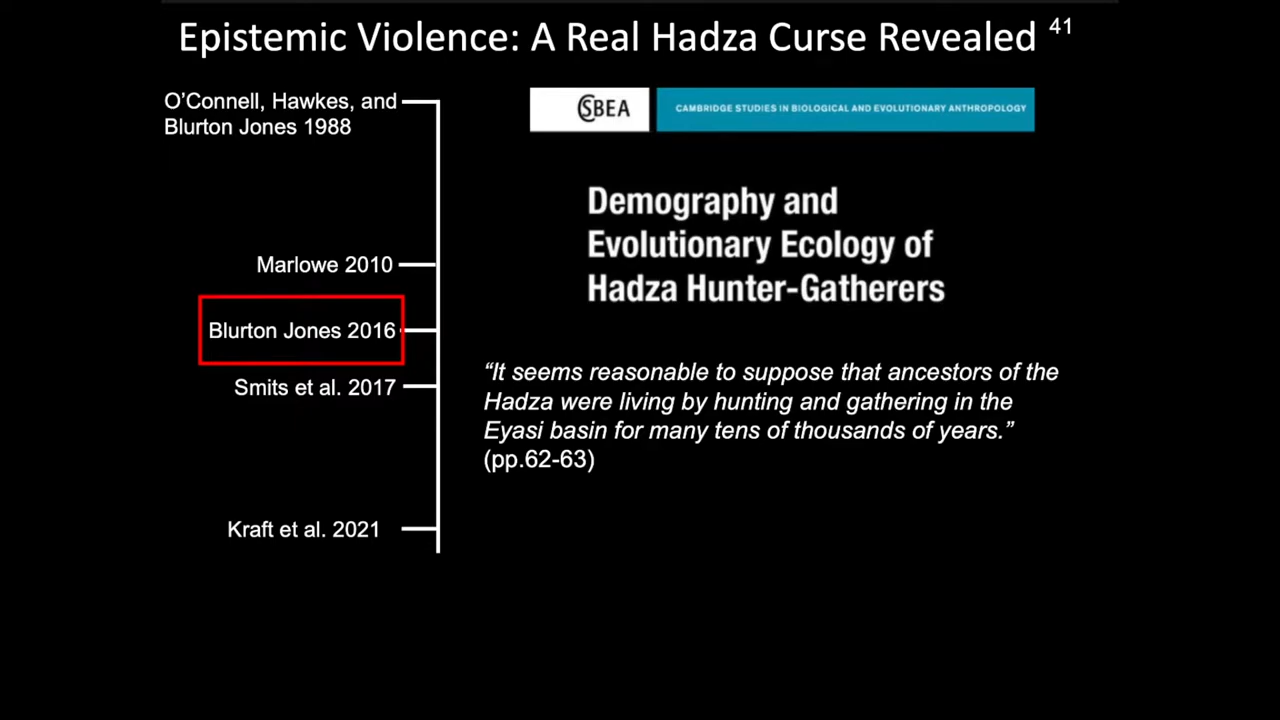 Epistemic Violence: A Real Hadza Curse Revealed 41
O'Connell, Hawkes, and
Blurton Jones 1988
Marlowe 2010
Blurton Jones 2016
Smits et al. 2017
Kraft et al. 2021
CSBEA CAMBRIDGE STUDIES IN BIOLOGICAL AND EVOLUTIONARY ANTHROPOLOGY
Demography and
Evolutionary Ecology of
Hadza Hunter-Gatherers
“It seems reasonable to suppose that ancestors of the
Hadza were living by hunting and gathering in the
Eyasi basin for many tens of thousands of years.”
(pp.62-63)